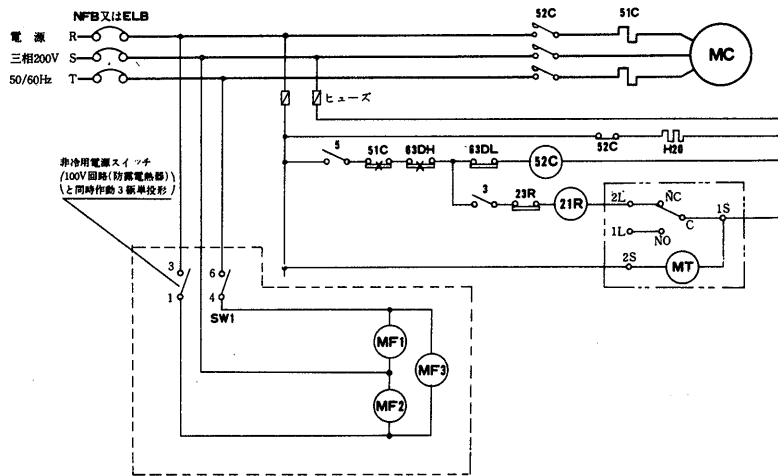 NFB又はELB
52C
51C
電源 R
三相200V S
50/60Hz T
MC
ヒューズ
52C
H26
5
51C
63DH
63DL
52C
非冷用電源スイッチ
(100V回路(防露電熱器)
と同時作動3極単投形)
3
23R
21R
2L
NC
1S
C
1L
NO
2S
MT
3
6
1
4
SW1
MF1
MF3
MF2